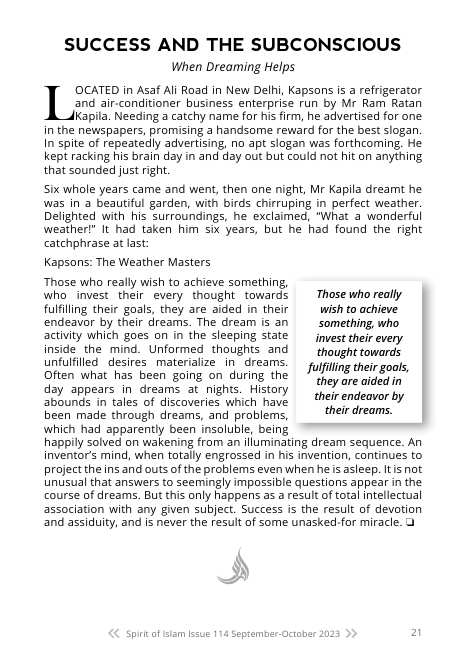 SUCCESS AND THE SUBCONSCIOUS
When Dreaming Helps
LOCATED in Asaf Ali Road in New Delhi, Kapsons is a refrigerator
and air-conditioner business enterprise run by Mr Ram Ratan
Kapila. Needing a catchy name for his firm, he advertised for one
in the newspapers, promising a handsome reward for the best slogan.
In spite of repeatedly advertising, no apt slogan was forthcoming. He
kept racking his brain day in and day out but could not hit on anything
that sounded just right.
Six whole years came and went, then one night, Mr Kapila dreamt he
was in a beautiful garden, with birds chirruping in perfect weather.
Delighted with his surroundings, he exclaimed, “What a wonderful
weather!” It had taken him six years, but he had found the right
catchphrase at last:
Kapsons: The Weather Masters
Those who really wish to achieve something,
who invest their every thought towards
fulfilling their goals, they are aided in their
endeavor by their dreams. The dream is an
activity which goes on in the sleeping state
inside the mind. Unformed thoughts and
unfulfilled desires materialize in dreams.
Often what has been going on during the
day appears in dreams at nights. History
abounds in tales of discoveries which have
been made through dreams, and problems,
which had apparently been insoluble, being
happily solved on wakening from an illuminating dream sequence. An
inventor’s mind, when totally engrossed in his invention, continues to
project the ins and outs of the problems even when he is asleep. It is not
unusual that answers to seemingly impossible questions appear in the
course of dreams. But this only happens as a result of total intellectual
association with any given subject. Success is the result of devotion
and assiduity, and is never the result of some unasked-for miracle. ❏
Those who really
wish to achieve
something, who
invest their every
thought towards
fulfilling their goals,
they are aided in
their endeavor by
their dreams.
Spirit of Islam Issue 114 September-October 2023
21